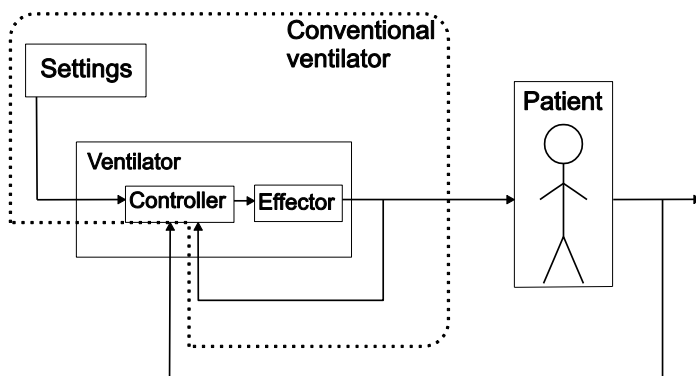 Conventional
ventilator
Settings
Patient
Ventilator
Controller
Effector